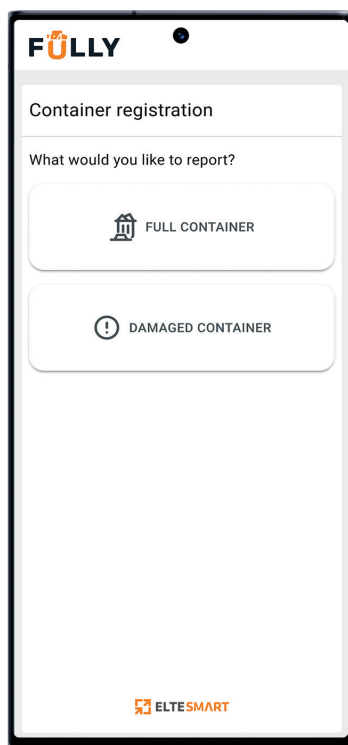 FULLY
Container registration
What would you like to report?
FULL CONTAINER
DAMAGED CONTAINER
ELTESMART